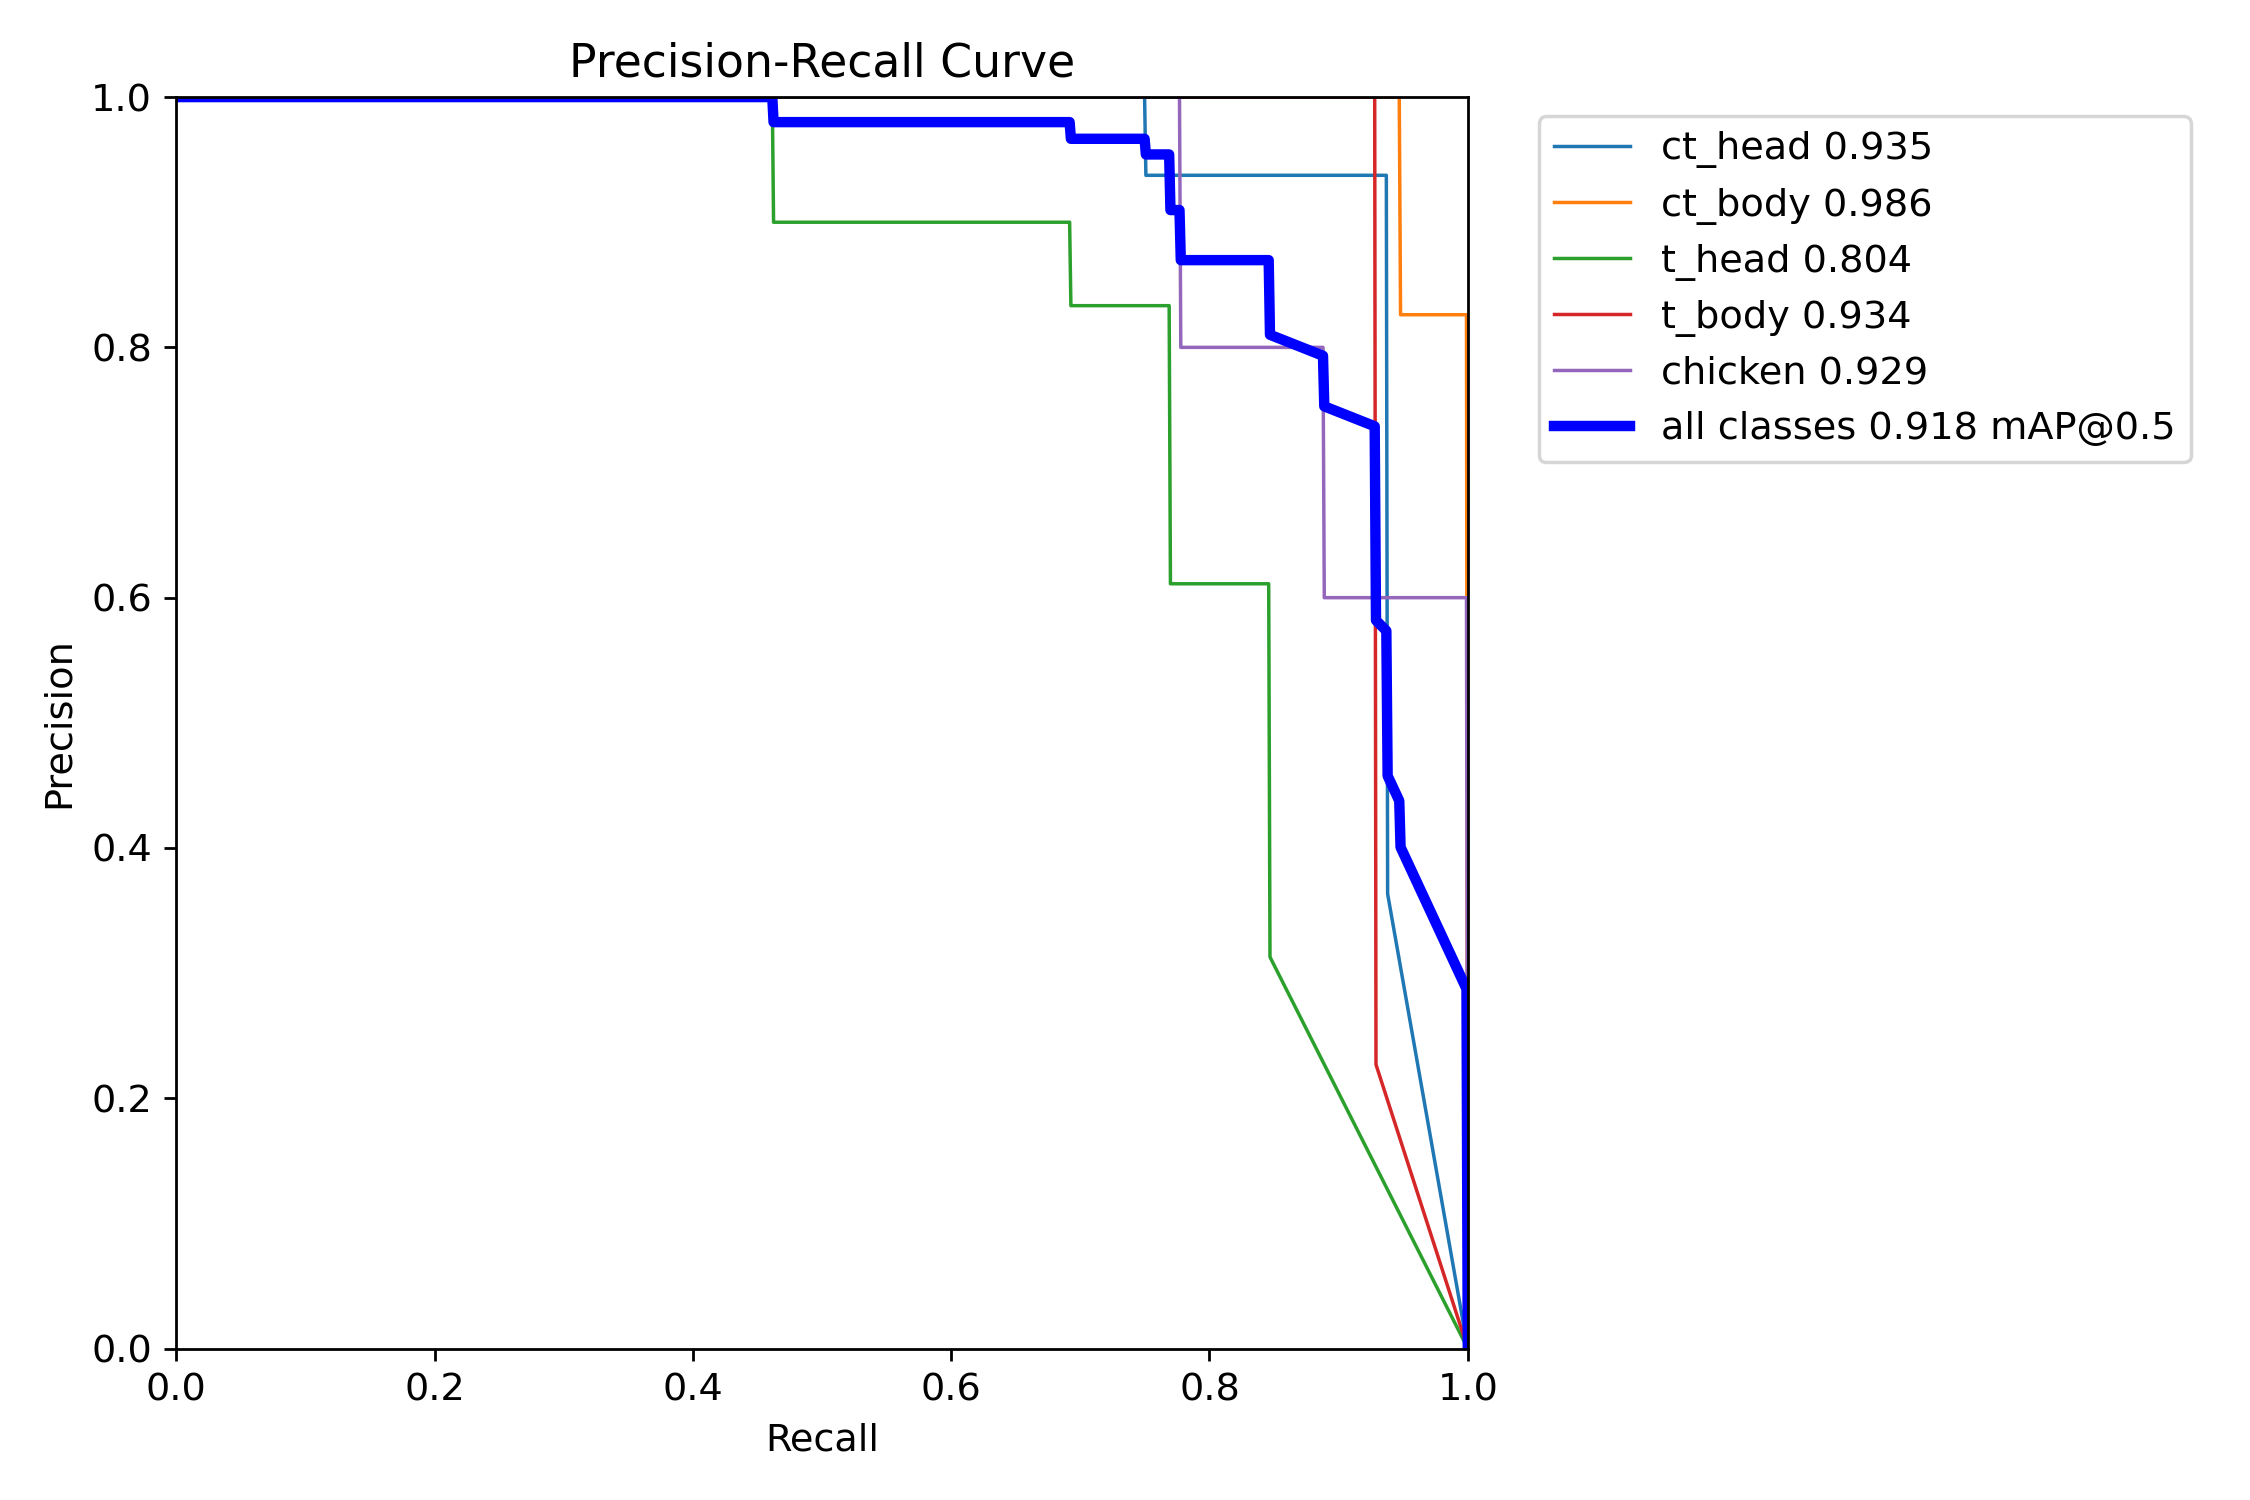 Precision-Recall Curve
1.0
0.8
0.6
0.4
0.2
0.0
Precision
0.0 0.2 0.4 0.6 0.8 1.0
Recall
ct_head 0.935
ct_body 0.986
t_head 0.804
t_body 0.934
chicken 0.929
all classes 0.918 mAP@0.5